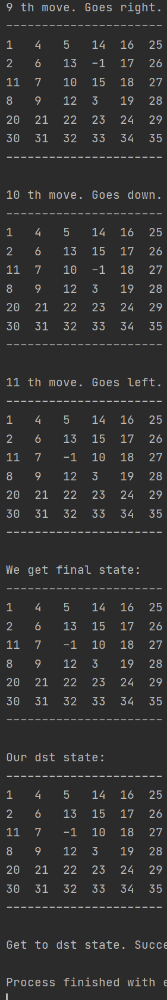 9 th move. Goes right.
----------------------
1 4 5 14 16 25
2 6 13 -1 17 26
11 7 10 15 18 27
8 9 12 3 19 28
20 21 22 23 24 29
30 31 32 33 34 35
----------------------
10 th move. Goes down.
----------------------
1 4 5 14 16 25
2 6 13 15 17 26
11 7 10 -1 18 27
8 9 12 3 19 28
20 21 22 23 24 29
30 31 32 33 34 35
----------------------
11 th move. Goes left.
----------------------
1 4 5 14 16 25
2 6 13 15 17 26
11 7 -1 10 18 27
8 9 12 3 19 28
20 21 22 23 24 29
30 31 32 33 34 35
----------------------
We get final state:
----------------------
1 4 5 14 16 25
2 6 13 15 17 26
11 7 -1 10 18 27
8 9 12 3 19 28
20 21 22 23 24 29
30 31 32 33 34 35
----------------------
Our dst state:
----------------------
1 4 5 14 16 25
2 6 13 15 17 26
11 7 -1 10 18 27
8 9 12 3 19 28
20 21 22 23 24 29
30 31 32 33 34 35
----------------------
Get to dst state. Succe
Process finished with e